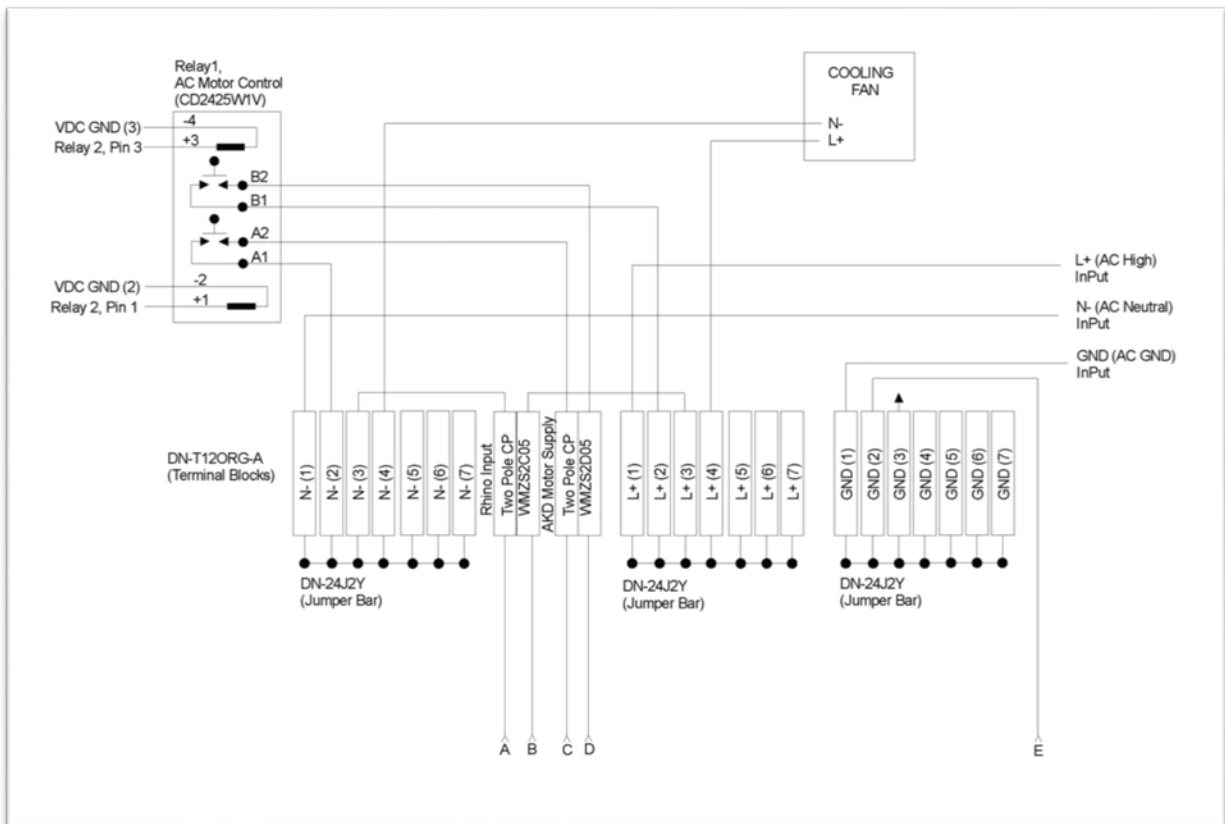 Relay1,
AC Motor Control
(CD2425W1V)
VDC GND (3)
-4
Relay 2, Pin 3
+3
B2
B1
A2
A1
VDC GND (2)
-2
Relay 2, Pin 1
+1
COOLING
FAN
N-
L+
L+ (AC High)
InPut
N- (AC Neutral)
InPut
GND (AC GND)
InPut
DN-T12ORG-A
(Terminal Blocks)
N- (1)
N- (2)
N- (3)
N- (4)
N- (5)
N- (6)
N- (7)
Rhino Input
Two Pole CP
WMZS2C05
AKD Motor Supply
Two Pole CP
WMZS2D05
L+ (1)
L+ (2)
L+ (3)
L+ (4)
L+ (5)
L+ (6)
L+ (7)
GND (1)
GND (2)
GND (3)
GND (4)
GND (5)
GND (6)
GND (7)
DN-24J2Y
(Jumper Bar)
DN-24J2Y
(Jumper Bar)
DN-24J2Y
(Jumper Bar)
A
B
C
D
E